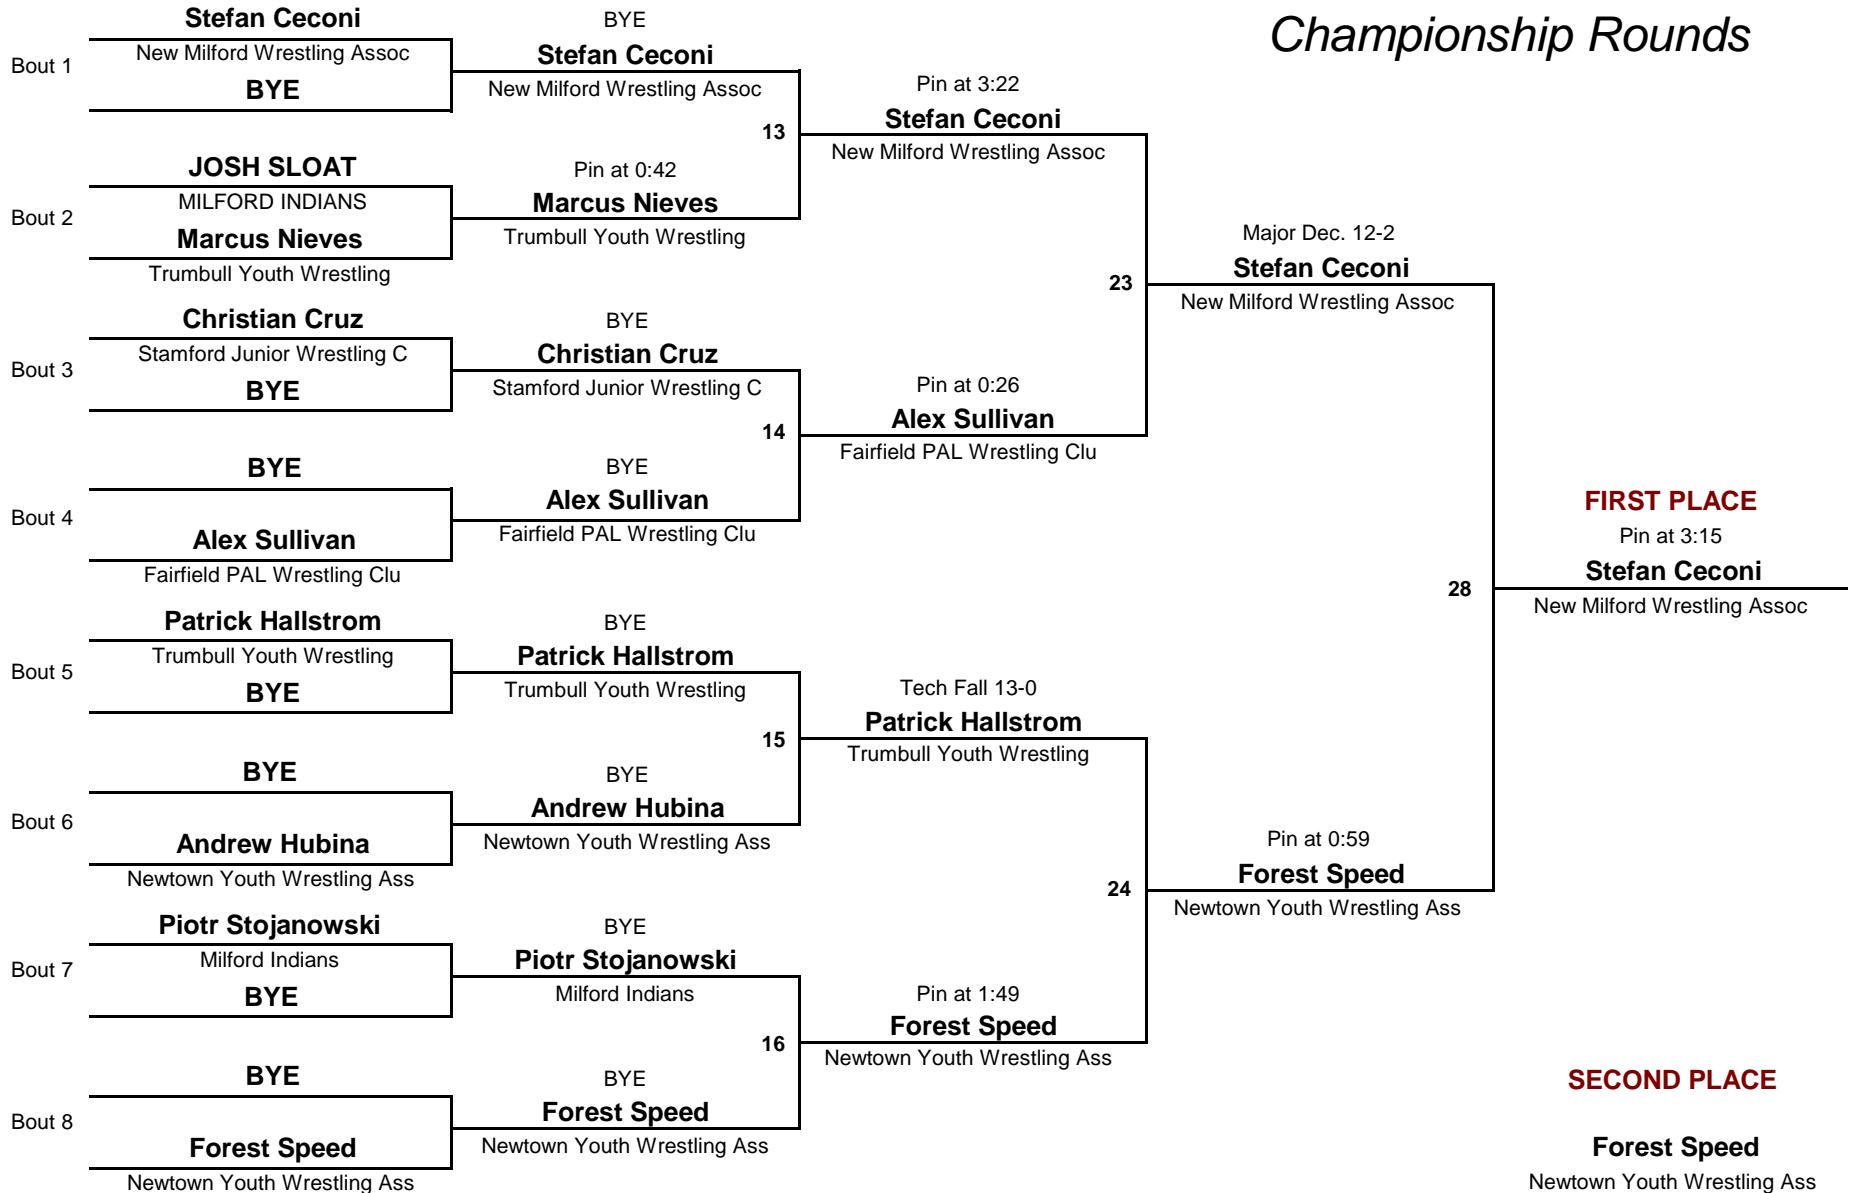 Championship Rounds
Bout 1
Stefan Ceconi
New Milford Wrestling Assoc
BYE
Bout 2
JOSH SLOAT
MILFORD INDIANS
Marcus Nieves
Trumbull Youth Wrestling
Bout 3
Christian Cruz
Stamford Junior Wrestling C
BYE
Bout 4
BYE
Alex Sullivan
Fairfield PAL Wrestling Clu
Bout 5
Patrick Hallstrom
Trumbull Youth Wrestling
BYE
Bout 6
BYE
Andrew Hubina
Newtown Youth Wrestling Ass
Bout 7
Piotr Stojanowski
Milford Indians
BYE
Bout 8
BYE
Forest Speed
Newtown Youth Wrestling Ass
BYE
Stefan Ceconi
New Milford Wrestling Assoc
13
Pin at 0:42
Marcus Nieves
Trumbull Youth Wrestling
BYE
Christian Cruz
Stamford Junior Wrestling C
14
BYE
Alex Sullivan
Fairfield PAL Wrestling Clu
BYE
Patrick Hallstrom
Trumbull Youth Wrestling
15
BYE
Andrew Hubina
Newtown Youth Wrestling Ass
BYE
Piotr Stojanowski
Milford Indians
16
BYE
Forest Speed
Newtown Youth Wrestling Ass
Pin at 3:22
Stefan Ceconi
New Milford Wrestling Assoc
23
Pin at 0:26
Alex Sullivan
Fairfield PAL Wrestling Clu
Tech Fall 13-0
Patrick Hallstrom
Trumbull Youth Wrestling
24
Pin at 1:49
Forest Speed
Newtown Youth Wrestling Ass
Major Dec. 12-2
Stefan Ceconi
New Milford Wrestling Assoc
28
Pin at 0:59
Forest Speed
Newtown Youth Wrestling Ass
FIRST PLACE
Pin at 3:15
Stefan Ceconi
New Milford Wrestling Assoc
SECOND PLACE
Forest Speed
Newtown Youth Wrestling Ass